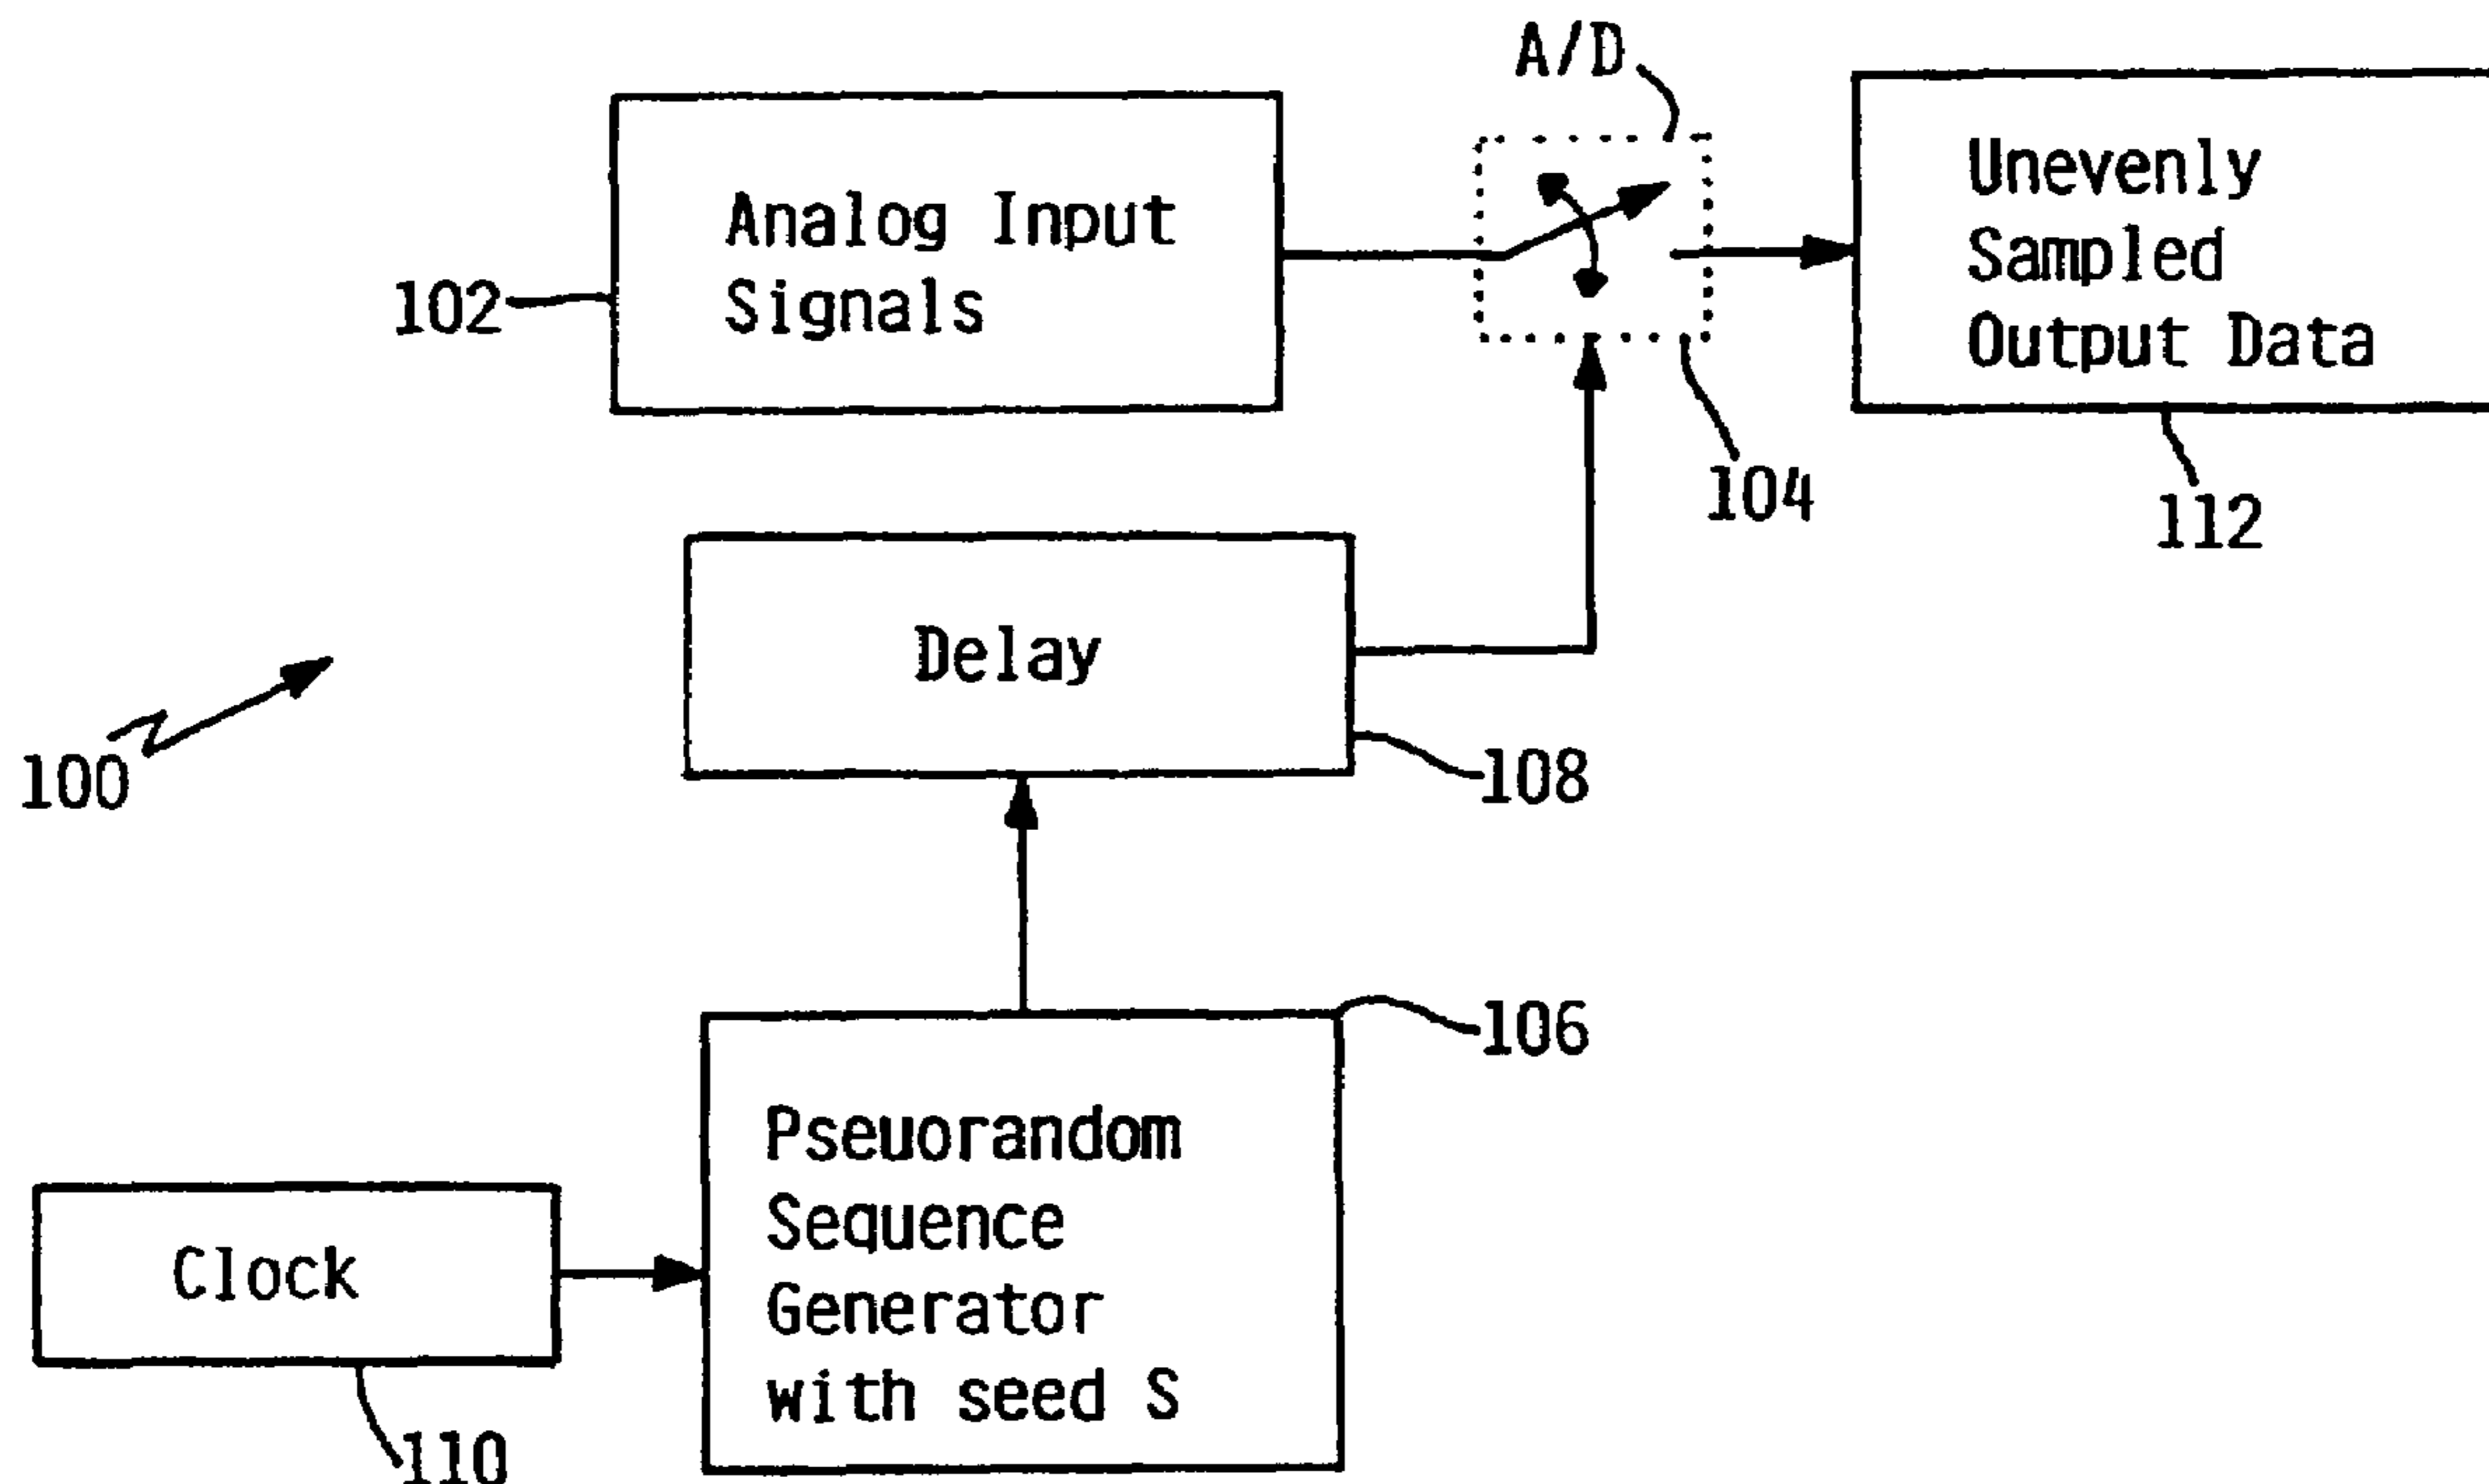 A/D
Analog Input
Signals
102
Unevenly
Sampled
Output Data
104
112
Delay
100
108
106
Pseuorandom
Sequence
Generator
with seed S
Clock
110